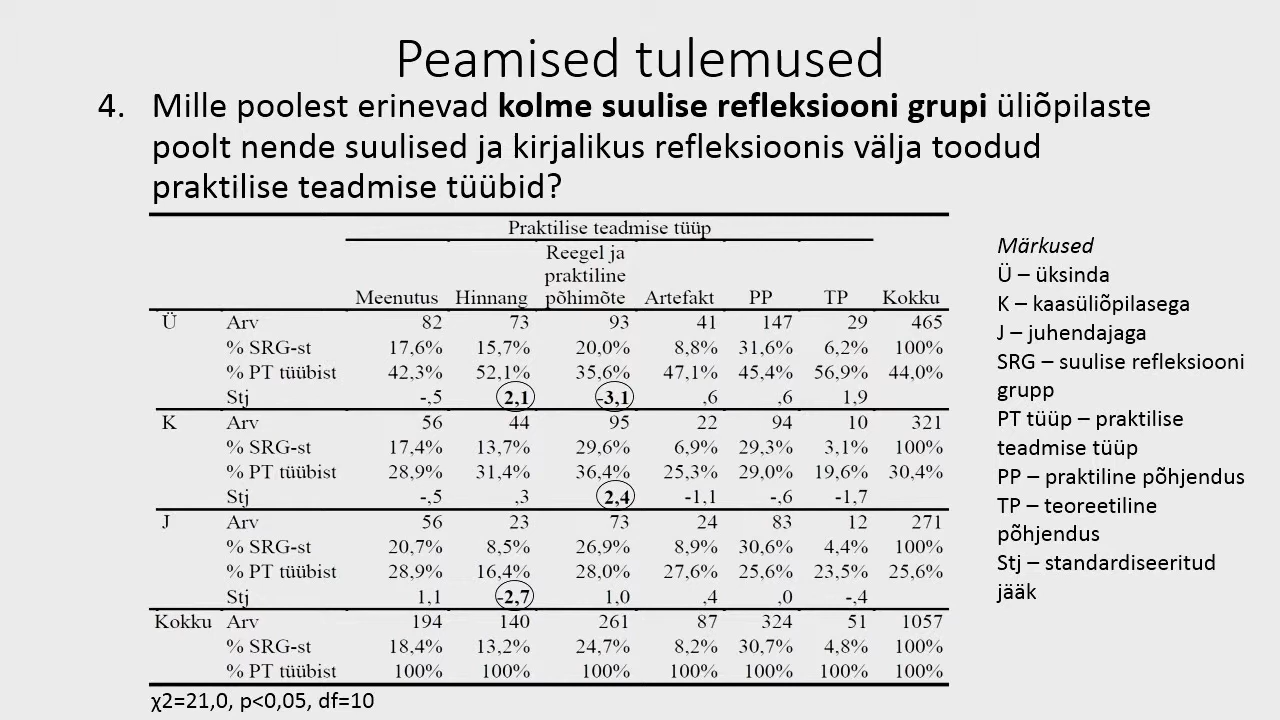 Peamised tulemused
4. Mille poolest erinevad kolme suulise refleksiooni grupi üliõpilaste
poolt nende suulised ja kirjalikus refleksioonis välja toodud
praktilise teadmise tüübid?
Praktilise teadmise tüüp
Meenutus Hinnang Reegel ja praktiline põhimõte Artefakt PP TP Kokku
Ü Arv 82 73 93 41 147 29 465
% SRG-st 17,6% 15,7% 20,0% 8,8% 31,6% 6,2% 100%
% PT tüübist 42,3% 52,1% 35,6% 47,1% 45,4% 56,9% 44,0%
Stj -,5 2,1 -3,1 ,6 ,6 1,9
K Arv 56 44 95 22 94 10 321
% SRG-st 17,4% 13,7% 29,6% 6,9% 29,3% 3,1% 100%
% PT tüübist 28,9% 31,4% 36,4% 25,3% 29,0% 19,6% 30,4%
Stj -,5 ,3 2,4 -1,1 -,6 -1,7
J Arv 56 23 73 24 83 12 271
% SRG-st 20,7% 8,5% 26,9% 8,9% 30,6% 4,4% 100%
% PT tüübist 28,9% 16,4% 28,0% 27,6% 25,6% 23,5% 25,6%
Stj 1,1 -2,7 1,0 ,4 ,0 -,4
Kokku Arv 194 140 261 87 324 51 1057
% SRG-st 18,4% 13,2% 24,7% 8,2% 30,7% 4,8% 100%
% PT tüübist 100% 100% 100% 100% 100% 100% 100%
χ2=21,0, p<0,05, df=10
Märkused
Ü – üksinda
K – kaasüliõpilasega
J – juhendajaga
SRG – suulise refleksiooni
grupp
PT tüüp – praktilise
teadmise tüüp
PP – praktiline põhjendus
TP – teoreetiline
põhjendus
Stj – standardiseeritud
jääk